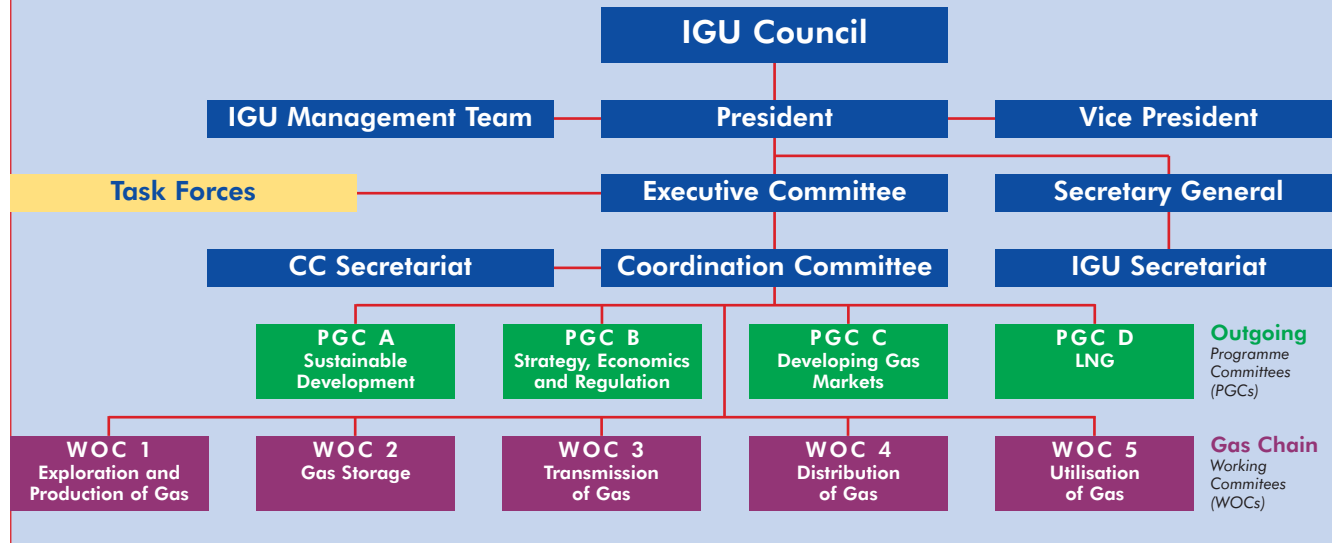 IGU Council
IGU Management Team
President
Vice President
Task Forces
Executive Committee
Secretary General
CC Secretariat
Coordination Committee
IGU Secretariat
PGC A
Sustainable
Development
PGC B
Strategy, Economics
and Regulation
PGC C
Developing Gas
Markets
PGC D
LNG
Outgoing
Programme
Committees
(PGCs)
WOC 1
Exploration and
Production of Gas
WOC 2
Gas Storage
WOC 3
Transmission
of Gas
WOC 4
Distribution
of Gas
WOC 5
Utilisation
of Gas
Gas Chain
Working
Commitees
(WOCs)